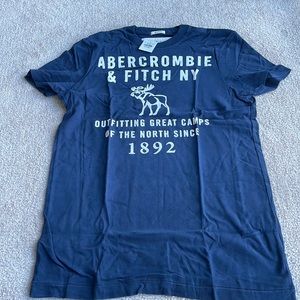 ABERCROMBIE
& FITCH NY
OUTFITTING GREAT CAMPS
OF THE NORTH SINCE
1892